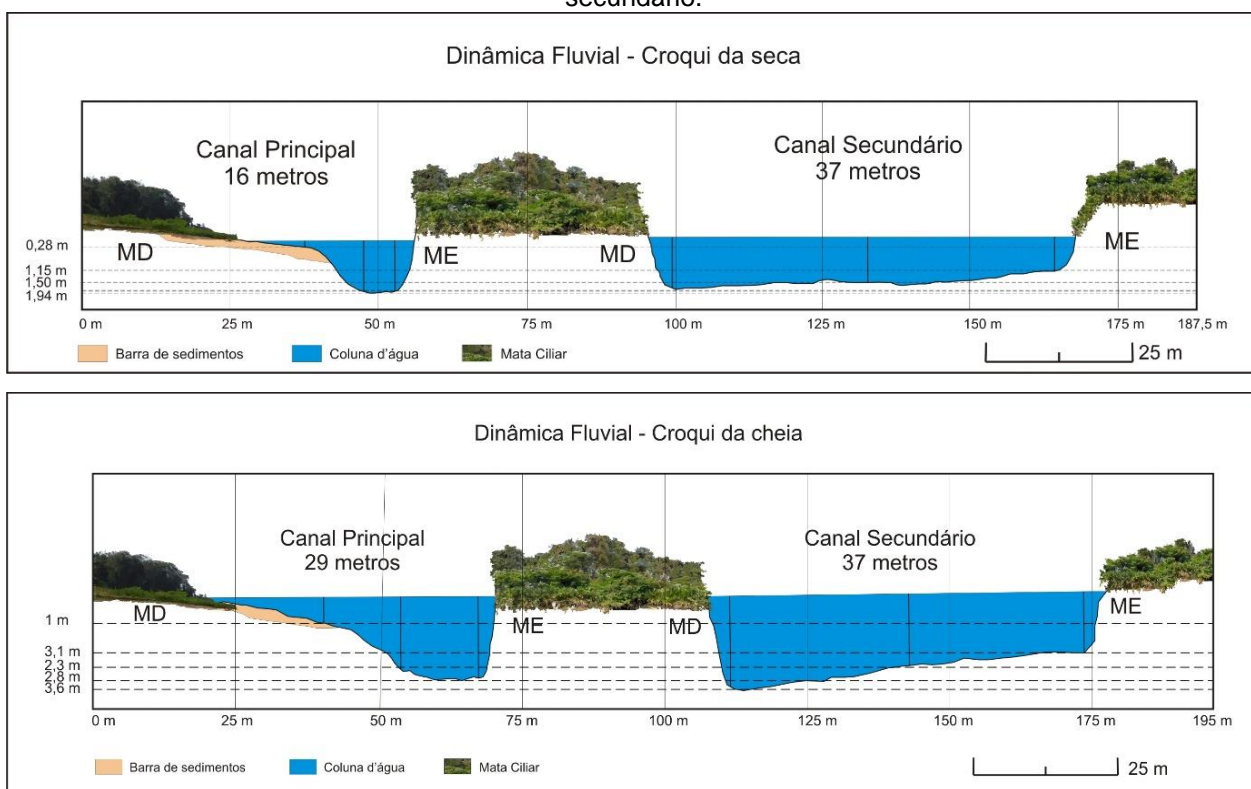 secundário.
Dinâmica Fluvial - Croqui da seca
Canal Principal
16 metros
Canal Secundário
37 metros
MD
ME
MD
ME
0,28 m
1,15 m
1,50 m
1,94 m
0 m 25 m 50 m 75 m 100 m 125 m 150 m 175 m 187,5 m
Barra de sedimentos Coluna d'água Mata Ciliar 25 m
Dinâmica Fluvial - Croqui da cheia
Canal Principal
29 metros
Canal Secundário
37 metros
MD
ME
MD
ME
1 m
3,1 m
2,3 m
2,8 m
3,6 m
0 m 25 m 50 m 75 m 100 m 125 m 150 m 175 m 195 m
Barra de sedimentos Coluna d'água Mata Ciliar 25 m